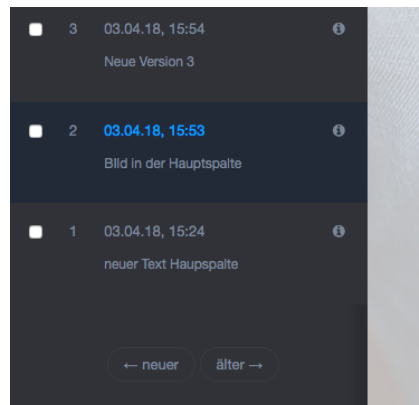 3 03.04.18, 15:54
Neue Version 3
2 03.04.18, 15:53
BIld in der Hauptspalte
1 03.04.18, 15:24
neuer Text Haupspalte
← neuer älter →